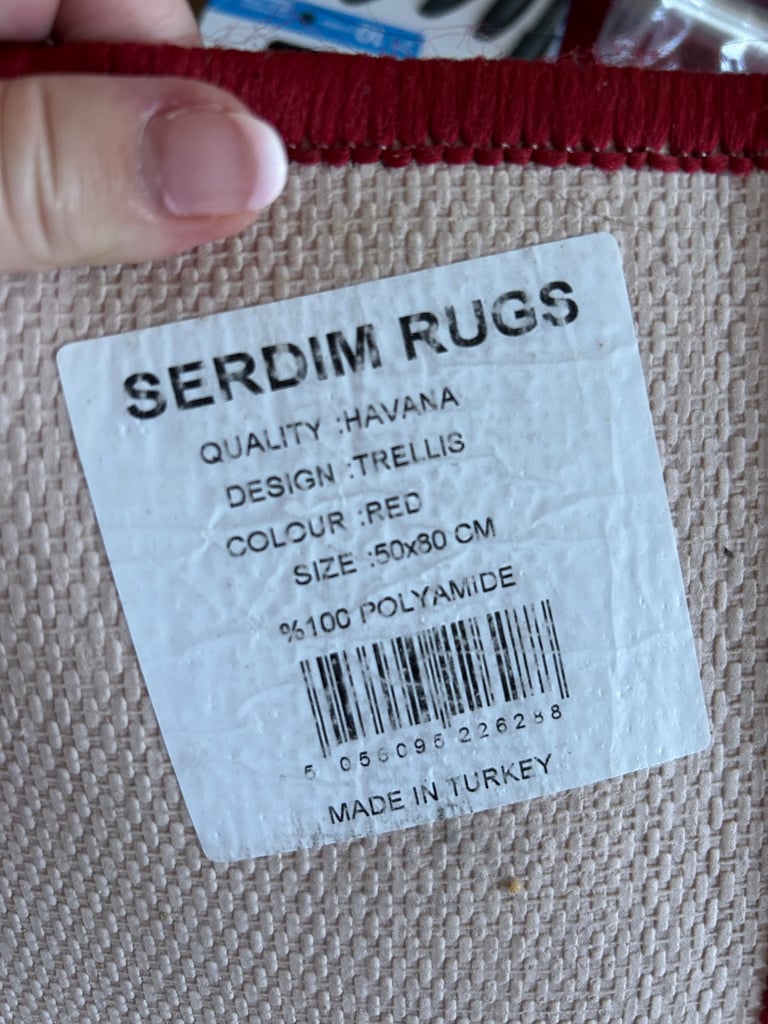 SERDIM RUGS
QUALITY :HAVANA
DESIGN :TRELLIS
COLOUR :RED
SIZE :50x80 CM
%100 POLYAMIDE
5 056095 226288
MADE IN TURKEY